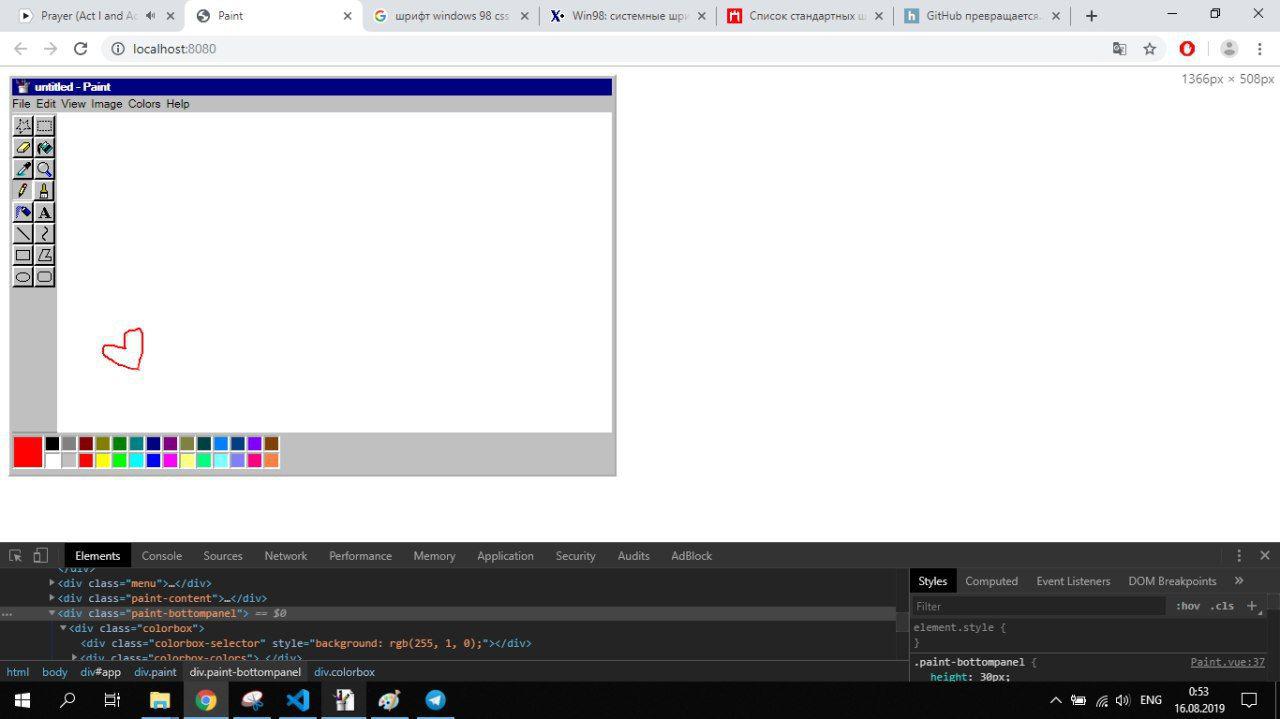 Prayer (Act I and Ac
Paint
шрифт windows 98 css
Win98: системные шри
Список стандартных ш
GitHub превращается
localhost:8080
1366px × 508px
untitled - Paint
File Edit View Image Colors Help
A
Elements Console Sources Network Performance Memory Application Security Audits AdBlock
</div>
<div class="menu">…</div>
<div class="paint-content">…</div>
<div class="paint-bottompanel"> == $0
<div class="colorbox">
<div class="colorbox-selector" style="background: rgb(255, 1, 0);"></div>
<div class="colorbox-colors">…</div>
html body div#app div.paint div.paint-bottompanel div.colorbox
Styles Computed Event Listeners DOM Breakpoints »
Filter :hov .cls +
element.style {
}
.paint-bottompanel { Paint.vue:37
height: 30px;
ENG
0:53
16.08.2019